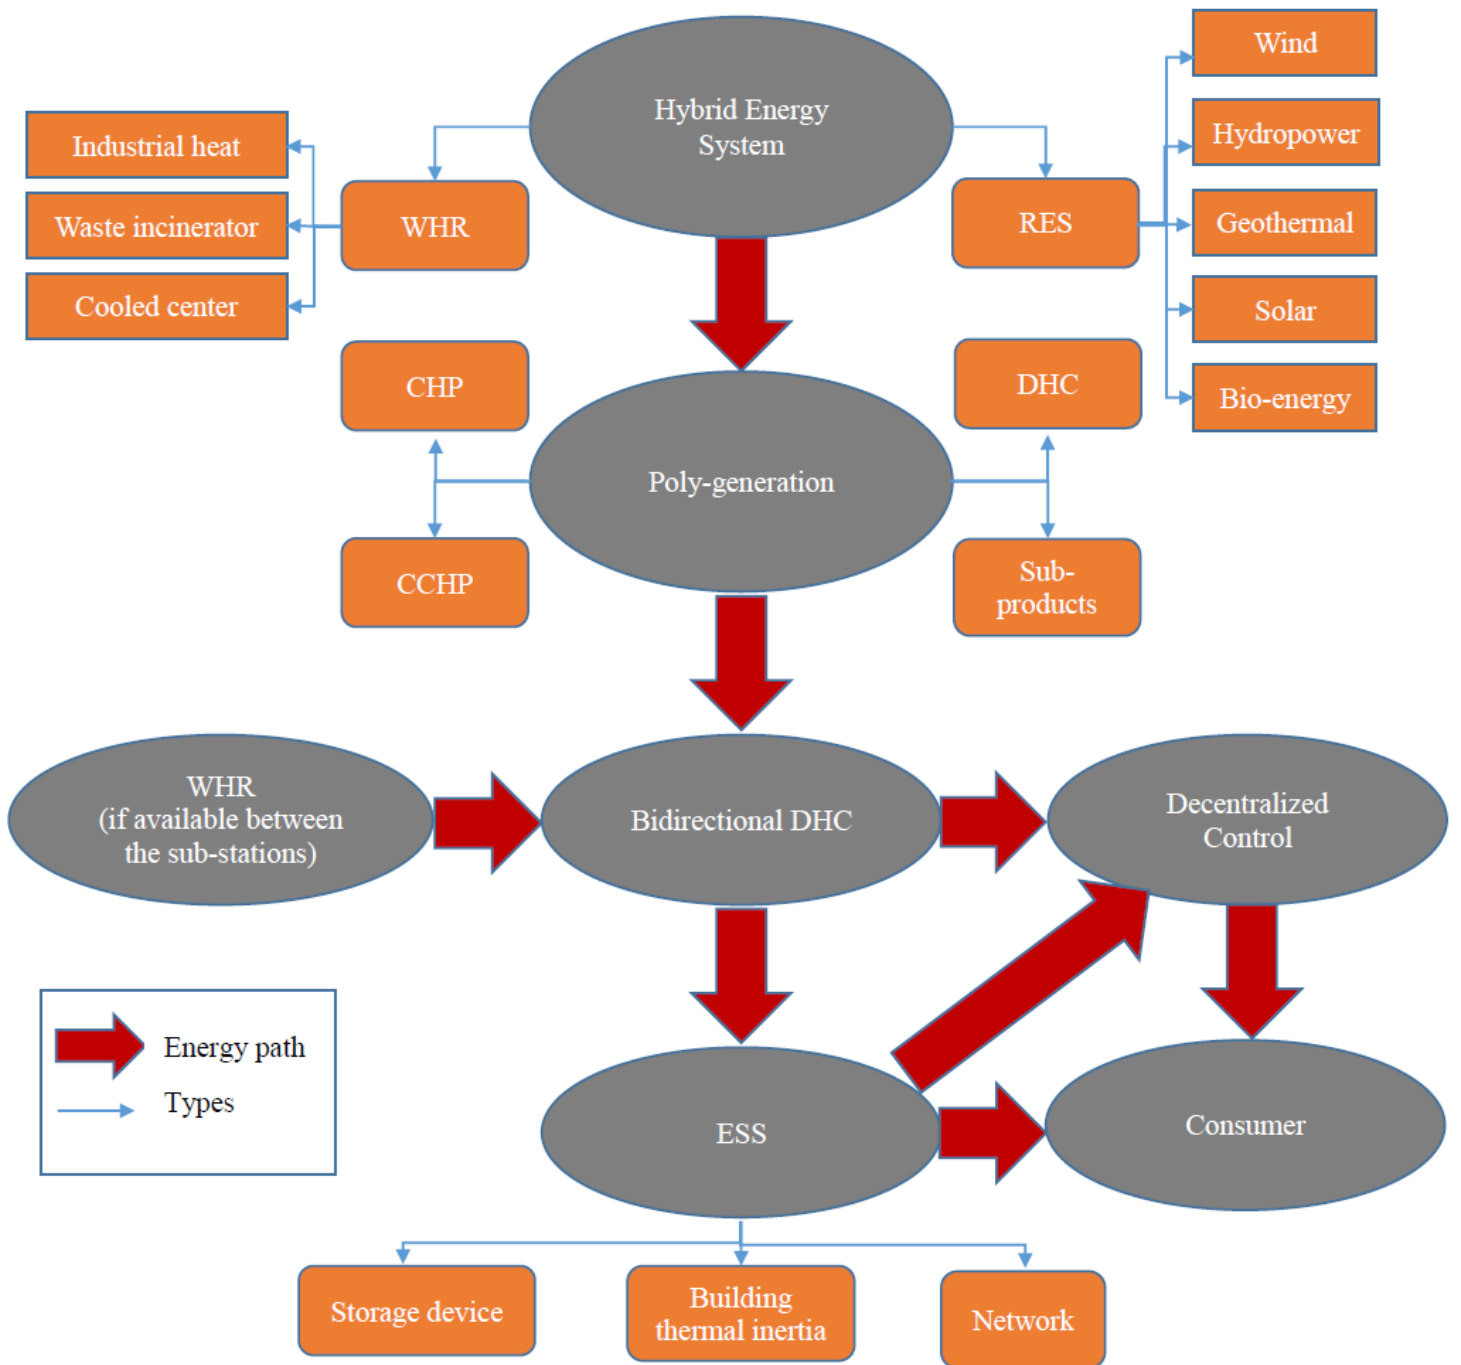 Hybrid Energy
System
Wind
Hydropower
Geothermal
Solar
Bio-energy
RES
Industrial heat
Waste incinerator
Cooled center
WHR
CHP
DHC
Poly-generation
CCHP
Sub-
products
WHR
(if available between
the sub-stations)
Bidirectional DHC
Decentralized
Control
Energy path
Types
ESS
Consumer
Storage device
Building
thermal inertia
Network